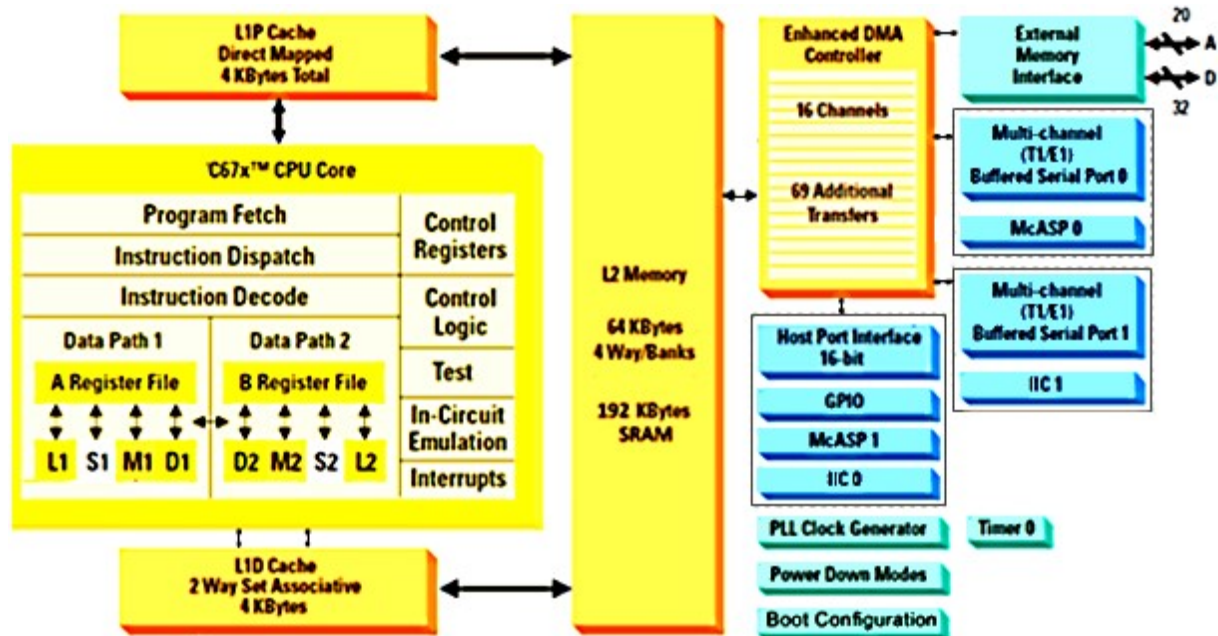 L1P Cache
Direct Mapped
4 KBytes Total
C67x™ CPU Core
Program Fetch
Instruction Dispatch
Instruction Decode
Control
Registers
Control
Logic
Test
In-Circuit
Emulation
Interrupts
Data Path 1
Data Path 2
A Register File
B Register File
L1 S1 M1 D1
D2 M2 S2 L2
L1D Cache
2 Way Set Associative
4 KBytes
L2 Memory
64 KBytes
4 Way/Banks
192 KBytes
SRAM
Enhanced DMA
Controller
16 Channels
69 Additional
Transfers
External
Memory
Interface
20
A
D
32
Multi-channel
(T1/E1)
Buffered Serial Port 0
McASP 0
Multi-channel
(T1/E1)
Buffered Serial Port 1
IIC 1
Host Port Interface
16-bit
GPIO
McASP 1
IIC 0
PLL Clock Generator
Timer 0
Power Down Modes
Boot Configuration